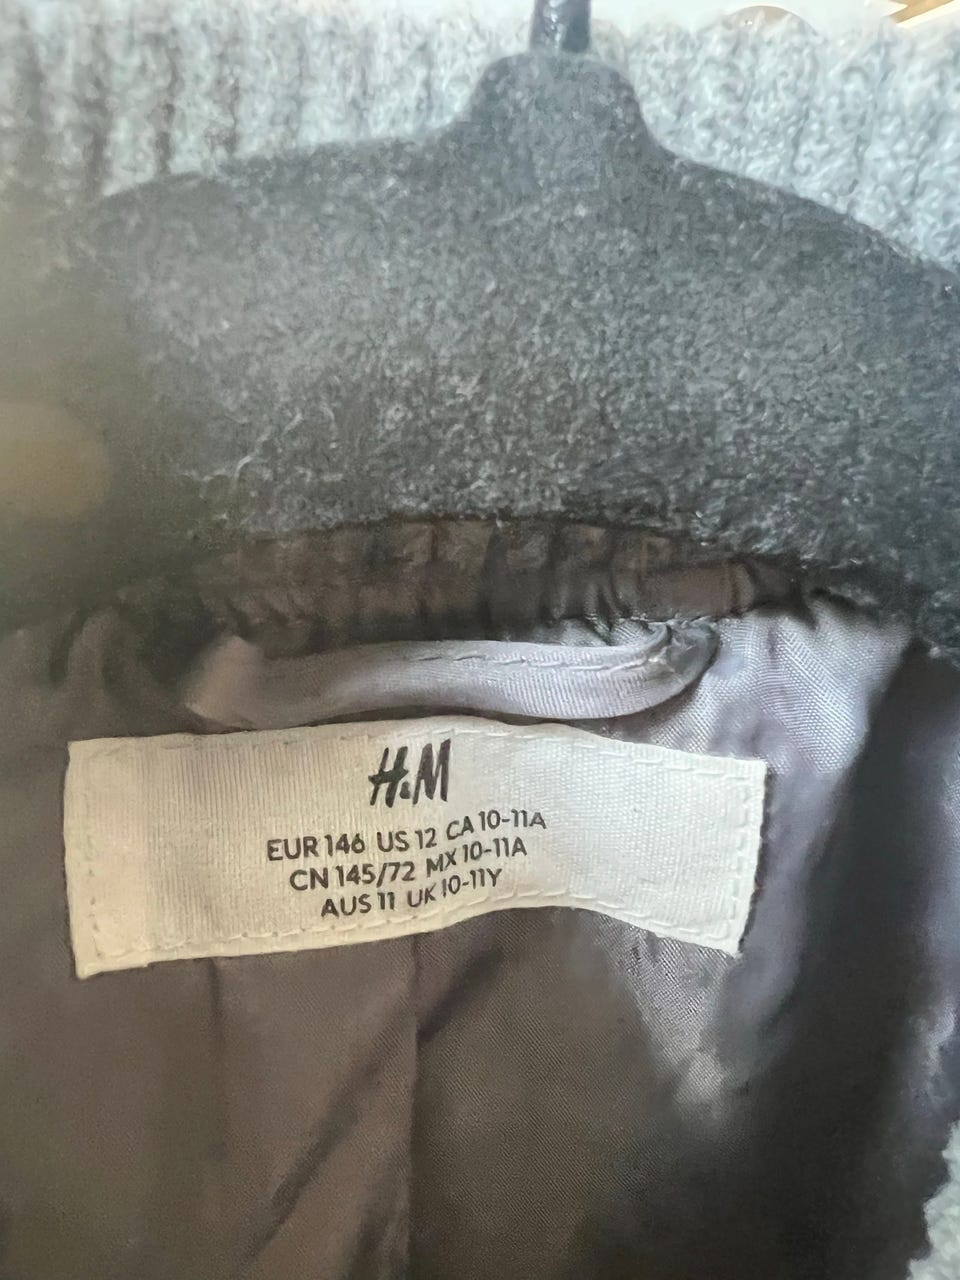 H&M
EUR 146 US 12 CA 10-11A
CN 145/72 MX 10-11A
AUS 11 UK 10-11Y